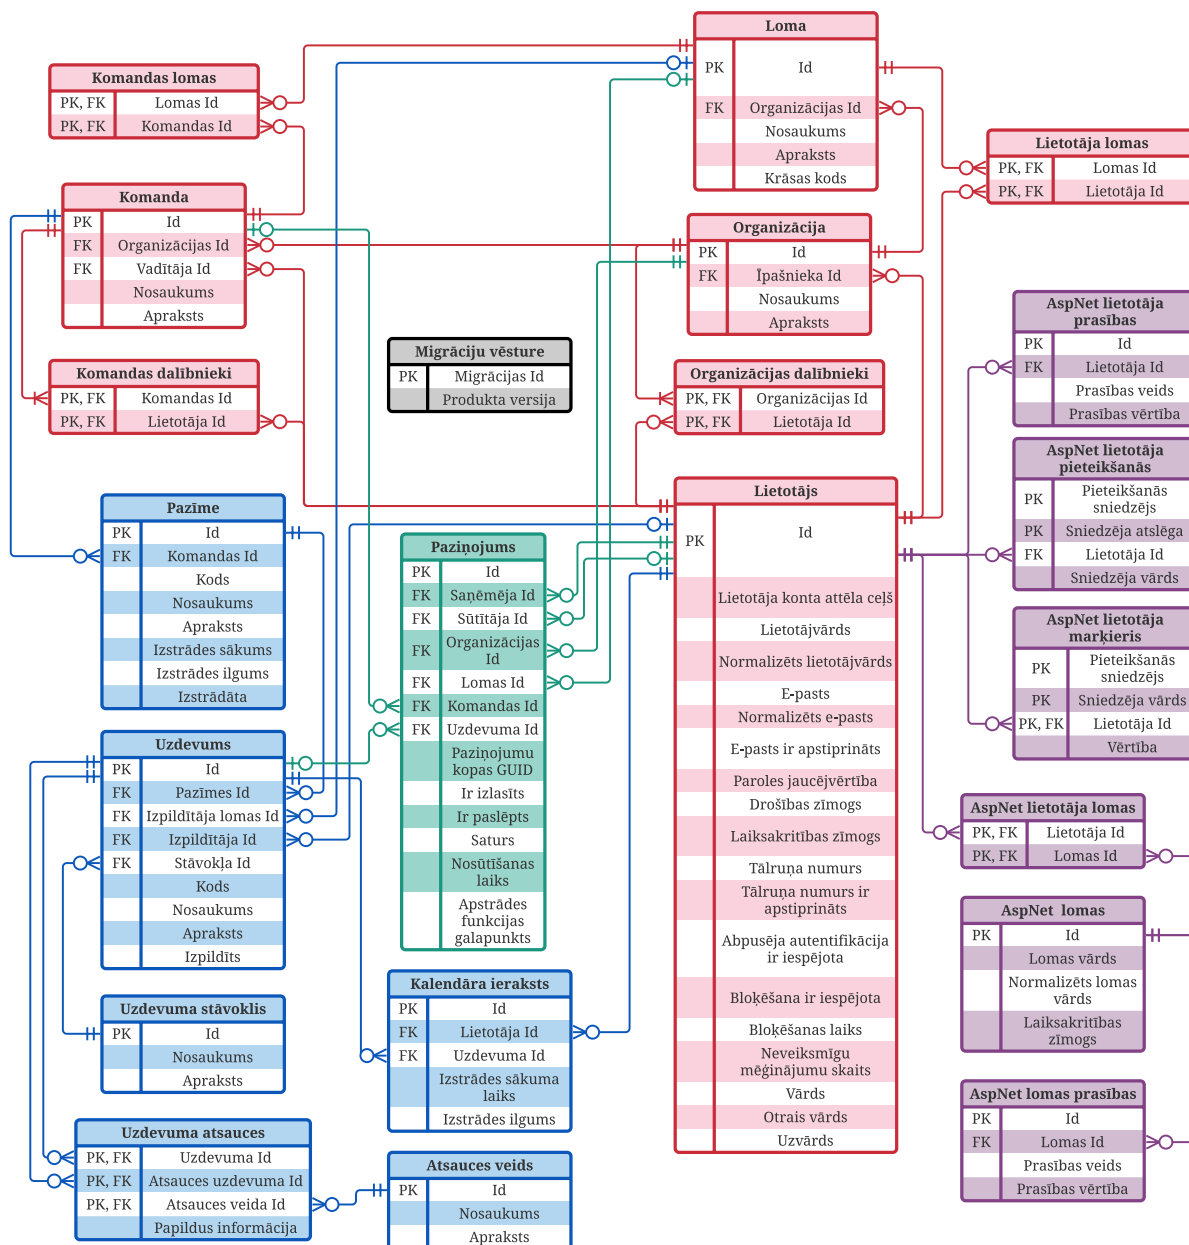 Loma
PK Id
FK Organizācijas Id
Nosaukums
Apraksts
Krāsas kods
Komandas lomas
PK, FK Lomas Id
PK, FK Komandas Id
Lietotāja lomas
PK, FK Lomas Id
PK, FK Lietotāja Id
Komanda
PK Id
FK Organizācijas Id
FK Vadītāja Id
Nosaukums
Apraksts
Organizācija
PK Id
FK Īpašnieka Id
Nosaukums
Apraksts
AspNet lietotāja
prasības
PK Id
FK Lietotāja Id
Prasības veids
Prasības vērtība
Migrāciju vēsture
PK Migrācijas Id
Produkta versija
Komandas dalībnieki
PK, FK Komandas Id
PK, FK Lietotāja Id
Organizācijas dalībnieki
PK, FK Organizācijas Id
PK, FK Lietotāja Id
AspNet lietotāja
pieteikšanās
PK Pieteikšanās
sniedzējs
PK Sniedzēja atslēga
FK Lietotāja Id
Sniedzēja vārds
Pazīme
PK Id
FK Komandas Id
Kods
Nosaukums
Apraksts
Izstrādes sākums
Izstrādes ilgums
Izstrādāta
Paziņojums
PK Id
FK Saņēmēja Id
FK Sūtītāja Id
FK Organizācijas
Id
FK Lomas Id
FK Komandas Id
FK Uzdevuma Id
Paziņojumu
kopas GUID
Ir izlasīts
Ir paslēpts
Saturs
Nosūtīšanas
laiks
Apstrādes
funkcijas
galapunkts
Lietotājs
PK Id
Lietotāja konta attēla ceļš
Lietotājvārds
Normalizēts lietotājvārds
E-pasts
Normalizēts e-pasts
E-pasts ir apstiprināts
Paroles jaucējvērtība
Drošības zīmogs
Laiksakritības zīmogs
Tālruņa numurs
Tālruņa numurs ir
apstiprināts
Abpusēja autentifikācija
ir iespējota
Bloķēšana ir iespējota
Bloķēšanas laiks
Neveiksmīgu
mēģinājumu skaits
Vārds
Otrais vārds
Uzvārds
AspNet lietotāja
marķieris
PK Pieteikšanās
sniedzējs
PK Sniedzēja vārds
PK, FK Lietotāja Id
Vērtība
Uzdevums
PK Id
FK Pazīmes Id
FK Izpildītāja lomas Id
FK Izpildītāja Id
FK Stāvokļa Id
Kods
Nosaukums
Apraksts
Izpildīts
AspNet lietotāja lomas
PK, FK Lietotāja Id
PK, FK Lomas Id
AspNet lomas
PK Id
Lomas vārds
Normalizēts lomas
vārds
Laiksakritības
zīmogs
Uzdevuma stāvoklis
PK Id
Nosaukums
Apraksts
Kalendāra ieraksts
PK Id
FK Lietotāja Id
FK Uzdevuma Id
Izstrādes sākuma
laiks
Izstrādes ilgums
AspNet lomas prasības
PK Id
FK Lomas Id
Prasības veids
Prasības vērtība
Uzdevuma atsauces
PK, FK Uzdevuma Id
PK, FK Atsauces uzdevuma Id
PK, FK Atsauces veida Id
Papildus informācija
Atsauces veids
PK Id
Nosaukums
Apraksts